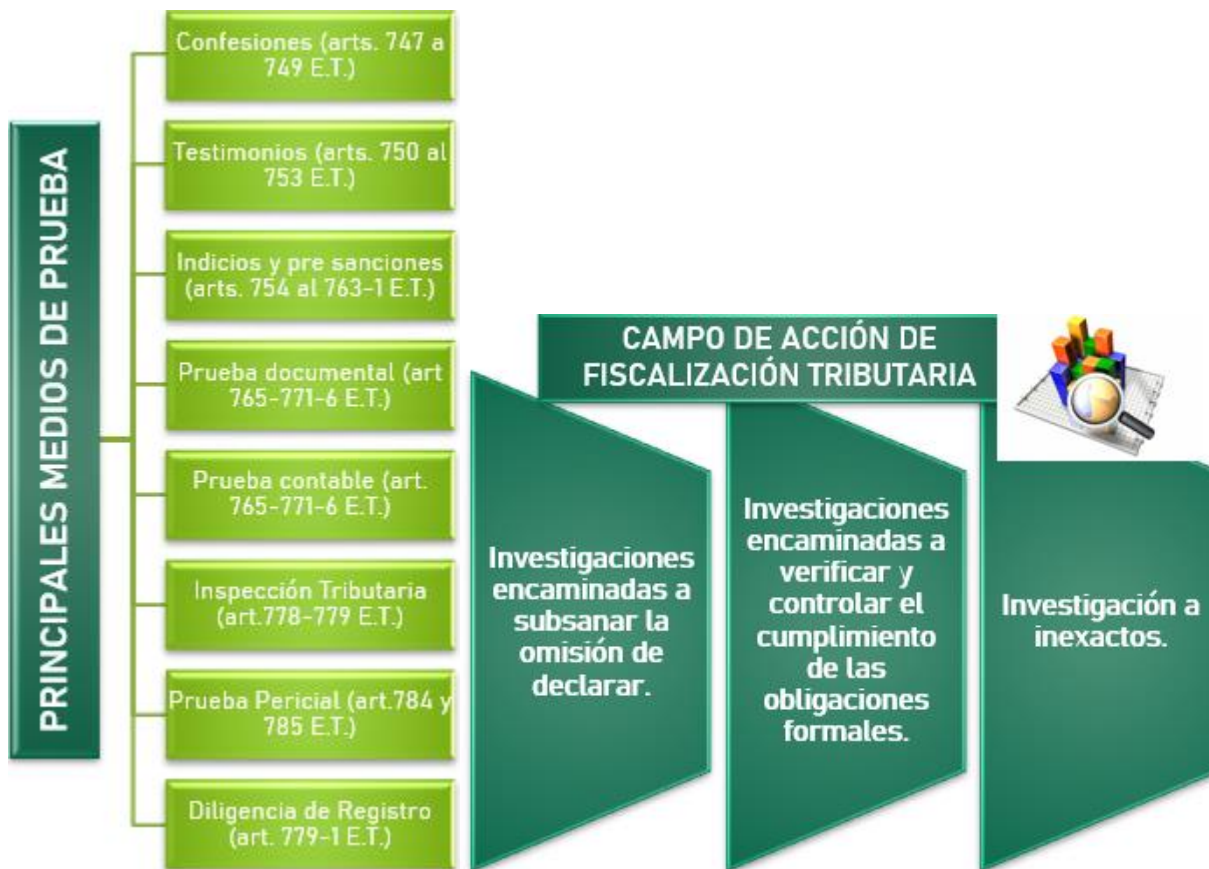 PRINCIPALES MEDIOS DE PRUEBA
Confesiones (arts. 747 a
749 E.T.)
Testimonios (arts. 750 al
753 E.T.)
Indicios y pre sanciones
(arts. 754 al 763-1 E.T.)
Prueba documental (art
765-771-6 E.T.)
Prueba contable (art.
765-771-6 E.T.)
Inspección Tributaria
(art.778-779 E.T.)
Prueba Pericial (art.784 y
785 E.T.)
Diligencia de Registro
(art. 779-1 E.T.)
CAMPO DE ACCIÓN DE
FISCALIZACIÓN TRIBUTARIA
Investigaciones
encaminadas a
subsanar la
omisión de
declarar.
Investigaciones
encaminadas a
verificar y
controlar el
cumplimiento
de las
obligaciones
formales.
Investigación a
inexactos.